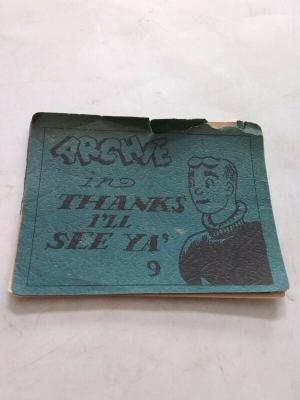 ARCHIE
in
THANKS
I'LL
SEE YA'
9